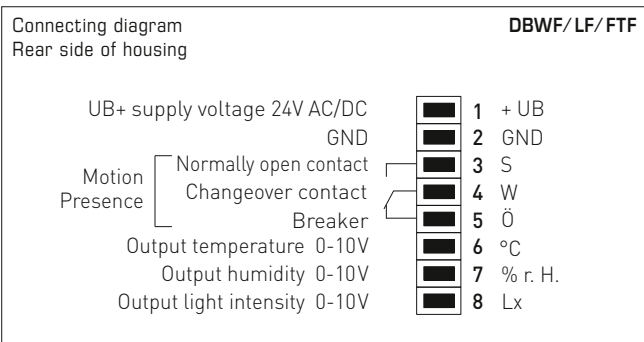 Connecting diagram DBWF/LF/FTF
Rear side of housing
UB+ supply voltage 24V AC/DC 1 + UB
GND 2 GND
Motion Presence
Normally open contact 3 S
Changeover contact 4 W
Breaker 5 Ö
Output temperature 0-10V 6 °C
Output humidity 0-10V 7 % r. H.
Output light intensity 0-10V 8 Lx